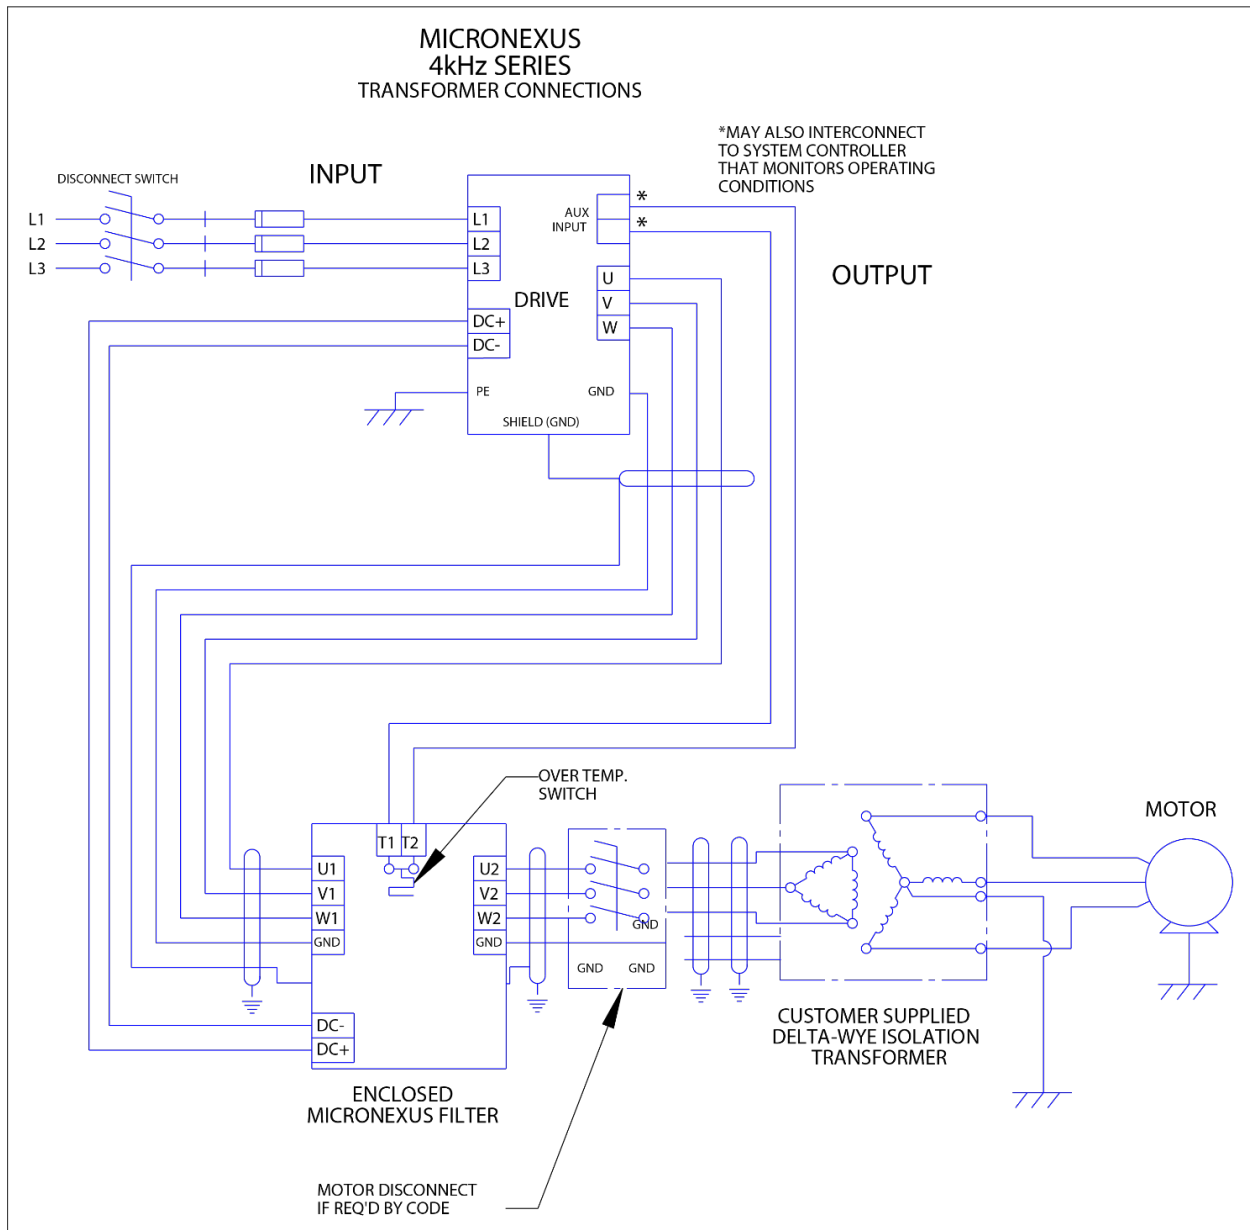 MICRONEXUS
4kHz SERIES
TRANSFORMER CONNECTIONS
*MAY ALSO INTERCONNECT
TO SYSTEM CONTROLLER
THAT MONITORS OPERATING
CONDITIONS
INPUT
DISCONNECT SWITCH
L1
L2
L3
L1
L2
L3
AUX
INPUT
*
*
OUTPUT
U
V
W
DRIVE
DC+
DC-
PE
GND
SHIELD (GND)
OVER TEMP.
SWITCH
T1 T2
U1
V1
W1
GND
U2
V2
W2
GND
GND
GND
GND
DC-
DC+
MOTOR
CUSTOMER SUPPLIED
DELTA-WYE ISOLATION
TRANSFORMER
ENCLOSED
MICRONEXUS FILTER
MOTOR DISCONNECT
IF REQ'D BY CODE